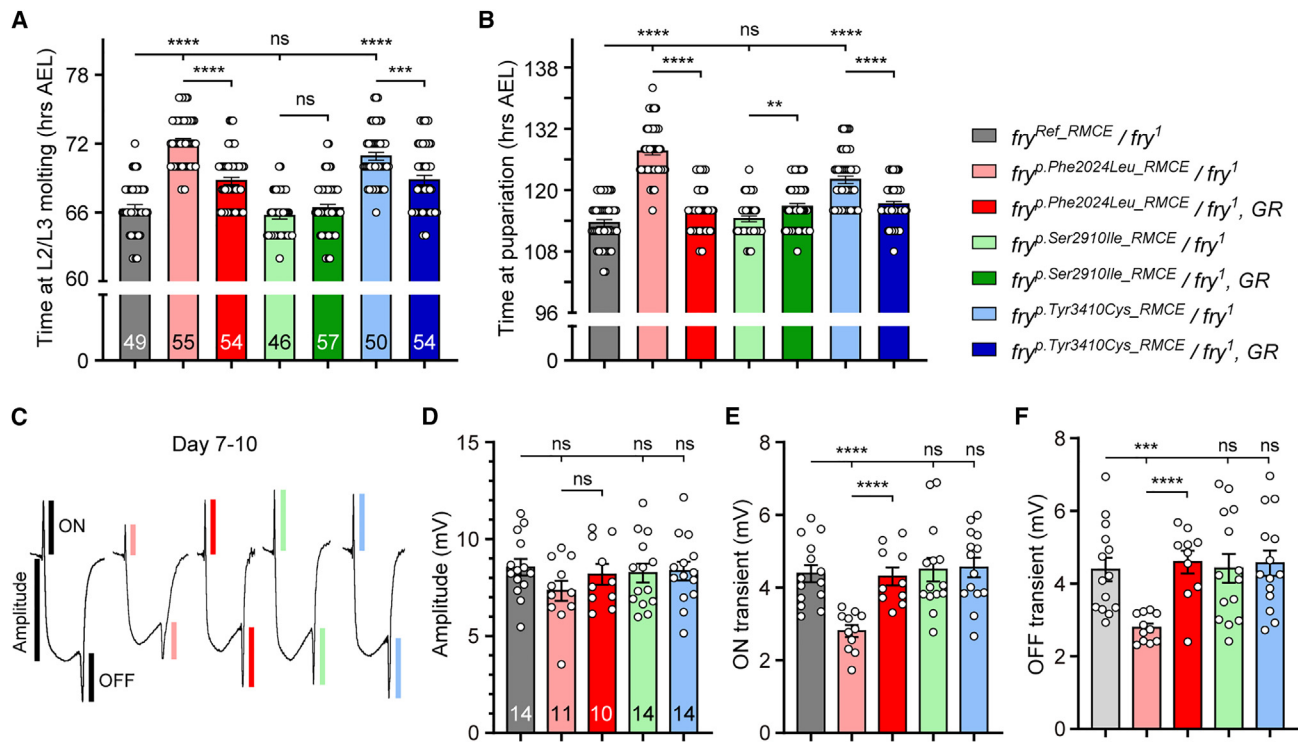 A
Time at L2/L3 molting (hrs AEL)
78
72
66
60
0
**** ns ****
**** ns ***
49 55 54 46 57 50 54
B
Time at pupariation (hrs AEL)
138
132
120
108
96
0
**** ns ****
**** ** ****
fry^Ref_RMCE / fry^1
fry^p.Phe2024Leu_RMCE / fry^1
fry^p.Phe2024Leu_RMCE / fry^1, GR
fry^p.Ser2910Ile_RMCE / fry^1
fry^p.Ser2910Ile_RMCE / fry^1, GR
fry^p.Tyr3410Cys_RMCE / fry^1
fry^p.Tyr3410Cys_RMCE / fry^1, GR
C
Day 7-10
ON
Amplitude
OFF
D
Amplitude (mV)
15
10
5
0
ns ns ns
ns
14 11 10 14 14
E
ON transient (mV)
8
6
4
2
0
**** ns ns
****
F
OFF transient (mV)
8
6
4
2
0
*** ns ns
****